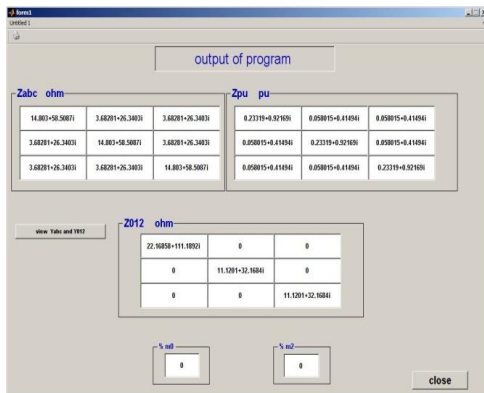 form3
Untitled 1
output of program
Zabc ohm
14.803+58.5087i 3.68281+26.3403i 3.68281+26.3403i
3.68281+26.3403i 14.803+58.5087i 3.68281+26.3403i
3.68281+26.3403i 3.68281+26.3403i 14.803+58.5087i
Zpu pu
0.23319+0.92169i 0.058015+0.41494i 0.058015+0.41494i
0.058015+0.41494i 0.23319+0.92169i 0.058015+0.41494i
0.058015+0.41494i 0.058015+0.41494i 0.23319+0.92169i
view Yabc and Y012
Z012 ohm
22.16858+111.1892i 0 0
0 11.1201+32.1684i 0
0 0 11.1201+32.1684i
% m0
0
% m2
0
close